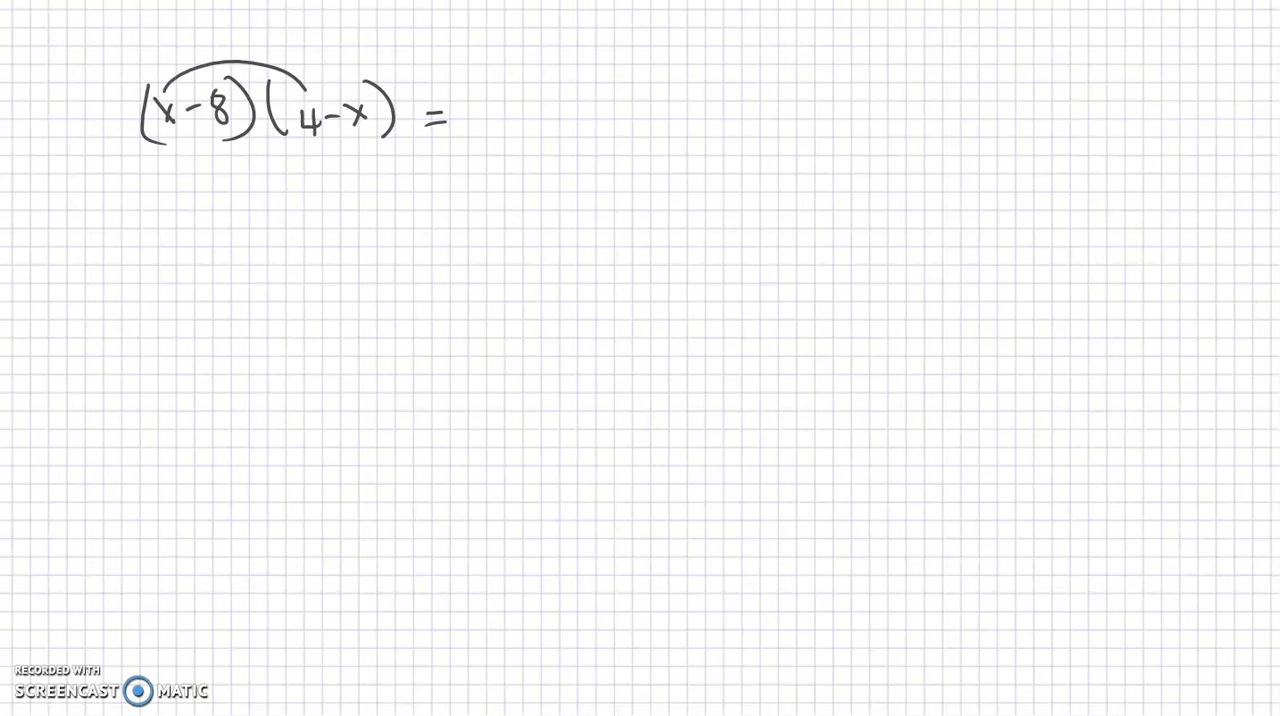 (x-8)(4-x) =
RECORDED WITH
SCREENCAST MATIC